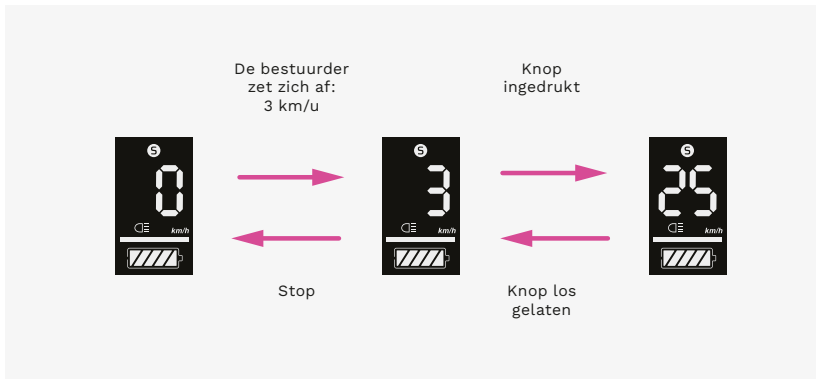 De bestuurder
zet zich af:
3 km/u
Knop
ingedrukt
S
0
km/h
S
3
km/h
S
25
km/h
Stop
Knop los
gelaten